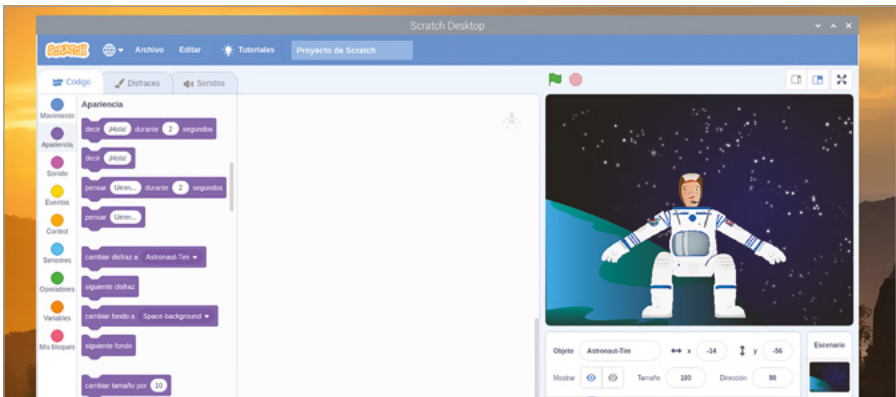 Scratch Desktop
SCRATCH Archivo Editar Tutoriales Proyecto de Scratch
Código Disfraces Sonidos
Movimiento
Apariencia
Sonido
Eventos
Control
Sensores
Operadores
Variables
Mis bloques
Apariencia
decir ¡Hola! durante 2 segundos
decir ¡Hola!
pensar Umm... durante 2 segundos
pensar Umm...
cambiar disfraz a Astronaut-Tim
siguiente disfraz
cambiar fondo a Space-background
siguiente fondo
cambiar tamaño por 10
Objeto Astronaut-Tim x -14 y -56
Mostrar Tamaño 100 Dirección 90
Escenario